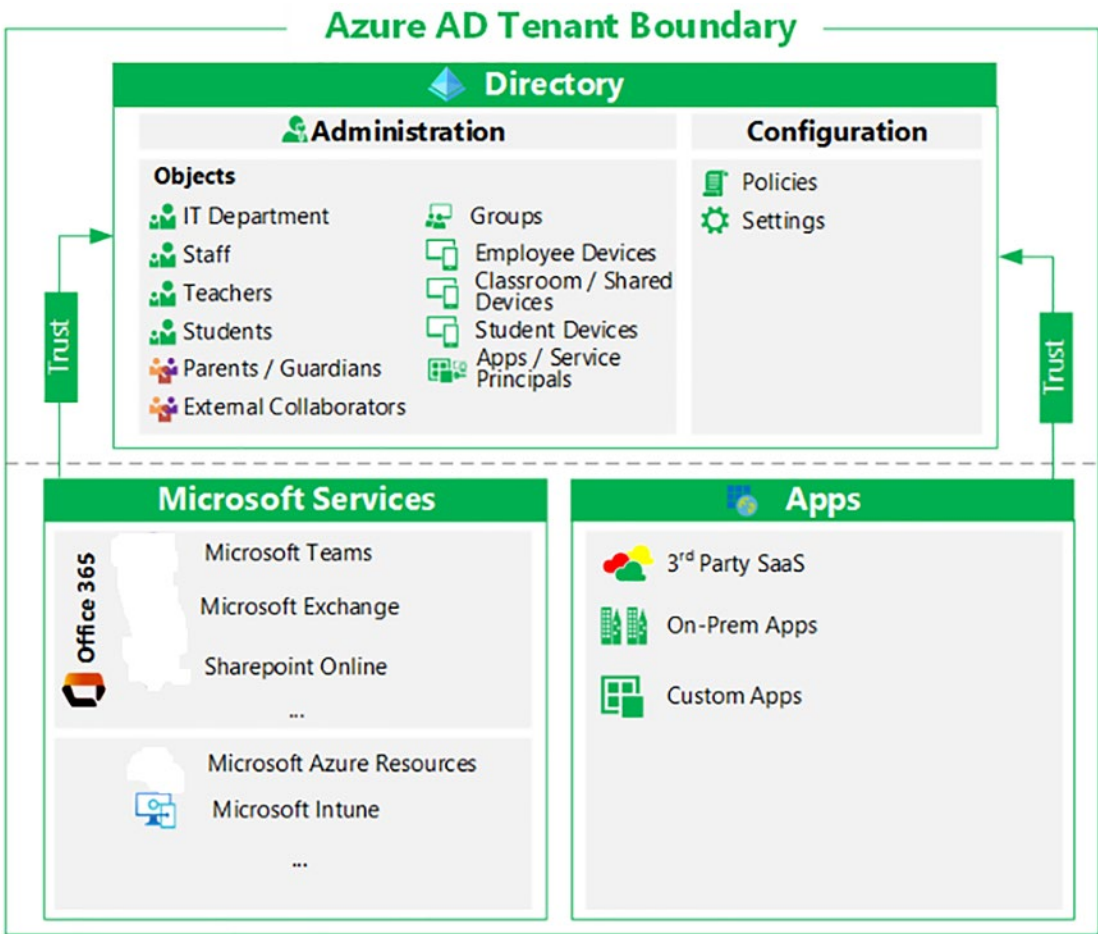 Azure AD Tenant Boundary
Directory
Administration
Configuration
Objects
IT Department
Staff
Teachers
Students
Parents / Guardians
External Collaborators
Groups
Employee Devices
Classroom / Shared
Devices
Student Devices
Apps / Service
Principals
Policies
Settings
Trust
Trust
Microsoft Services
Office 365
Microsoft Teams
Microsoft Exchange
Sharepoint Online
...
Microsoft Azure Resources
Microsoft Intune
...
Apps
3rd Party SaaS
On-Prem Apps
Custom Apps